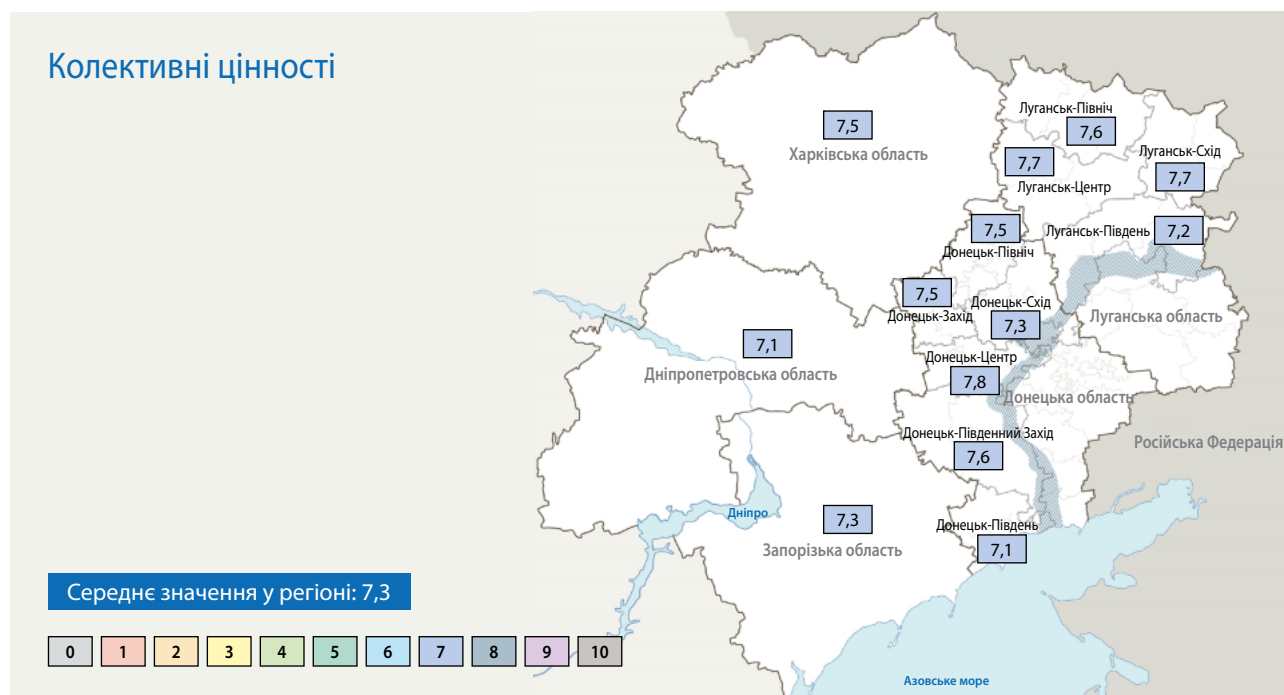 Колективні цінності
7,5
Харківська область
Луганськ-Північ
7,6
Луганськ-Схід
7,7
7,7
Луганськ-Центр
Луганськ-Південь
7,2
7,5
Донецьк-Північ
7,5
Донецьк-Захід
Донецьк-Схід
7,3
Луганська область
7,1
Дніпропетровська область
Донецьк-Центр
7,8
Донецька область
Донецьк-Південний Захід
7,6
Російська Федерація
Дніпро
7,3
Запорізька область
Донецьк-Південь
7,1
Середнє значення у регіоні: 7,3
0 1 2 3 4 5 6 7 8 9 10
Азовське море